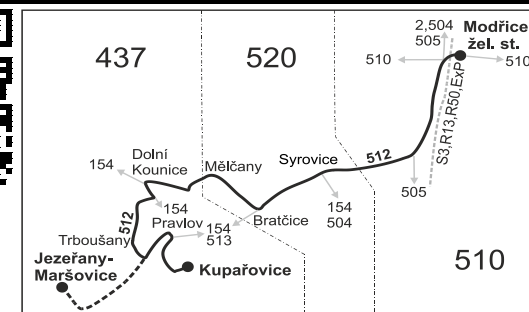 437
520
2,504
505
Modřice
žel. st.
510
510
S3,R13,R50,ExP
512
505
Syrovice
154
504
Mělčany
Bratčice
Dolní
Kounice
154
154
Pravlov
154
513
512
Trboušany
Jezeřany-
Maršovice
Kupařovice
510